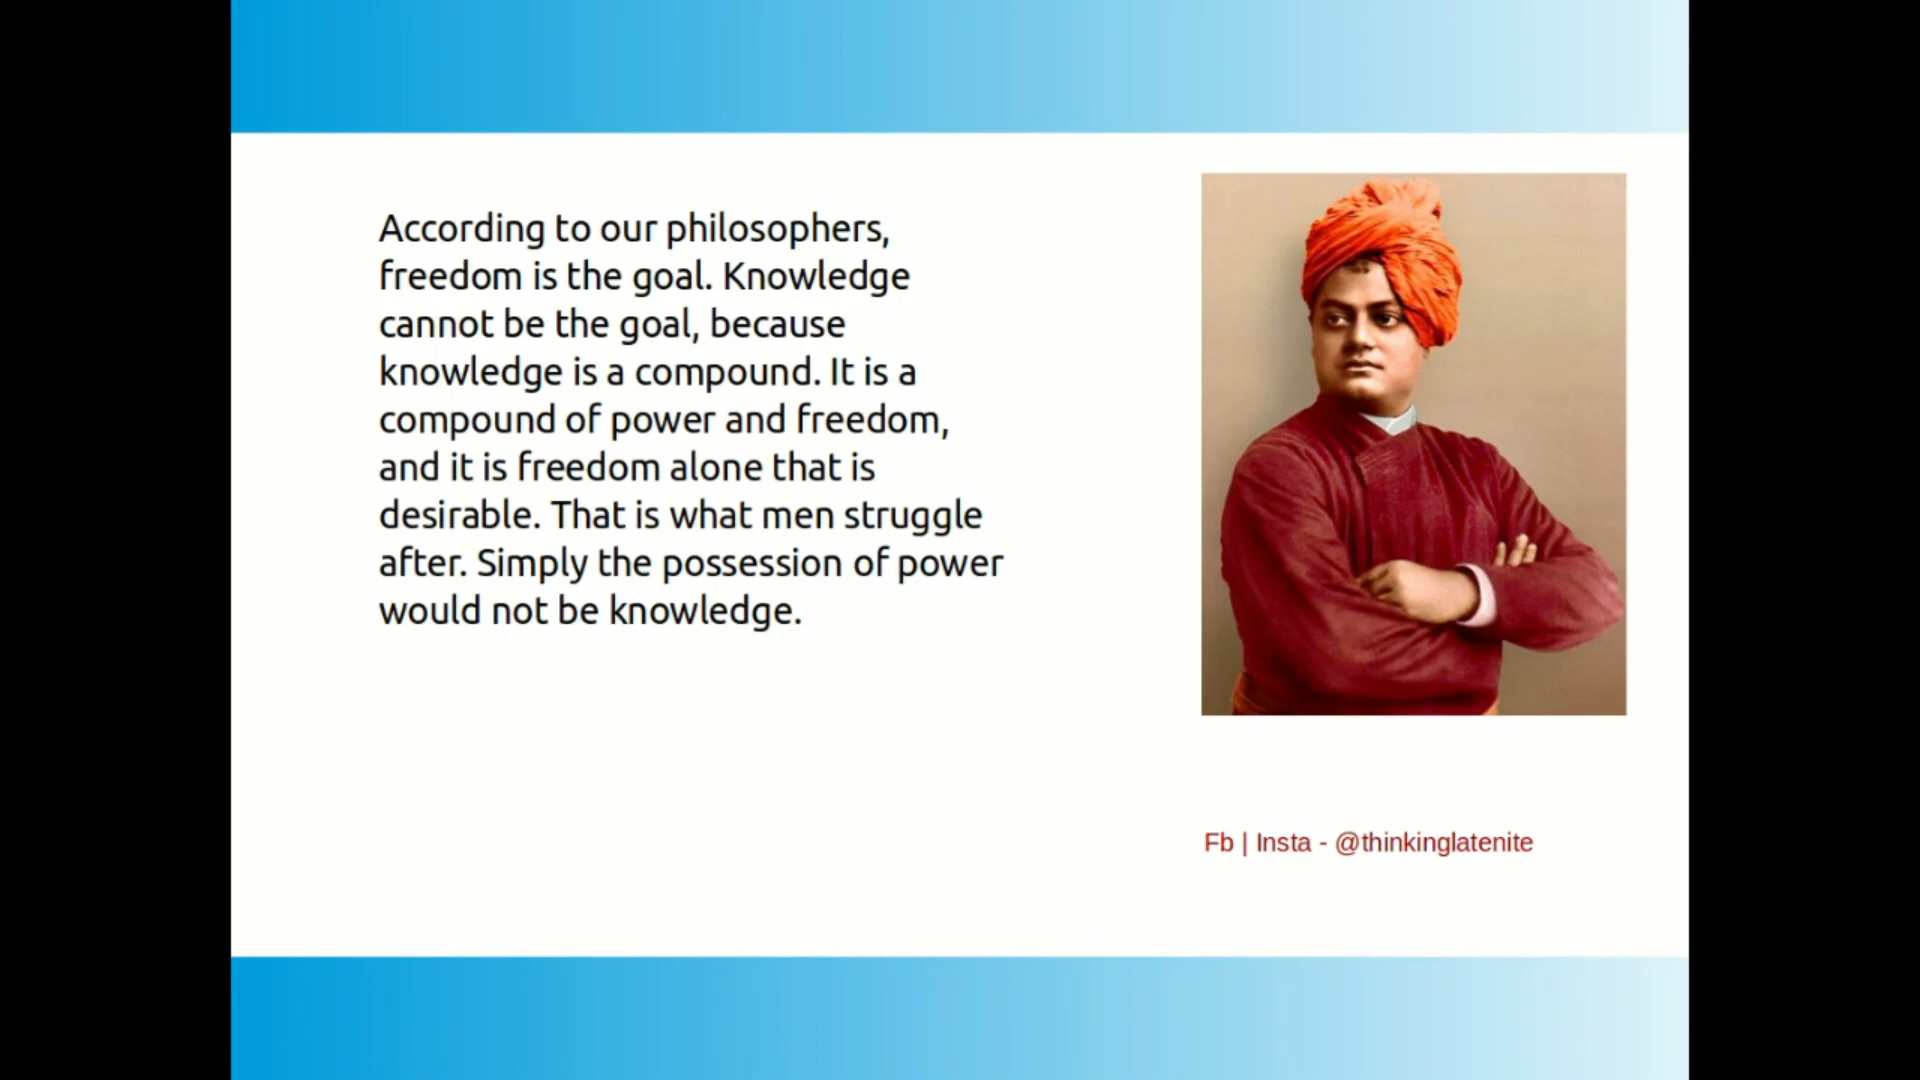 According to our philosophers,
freedom is the goal. Knowledge
cannot be the goal, because
knowledge is a compound. It is a
compound of power and freedom,
and it is freedom alone that is
desirable. That is what men struggle
after. Simply the possession of power
would not be knowledge.
Fb | Insta - @thinkinglatenite